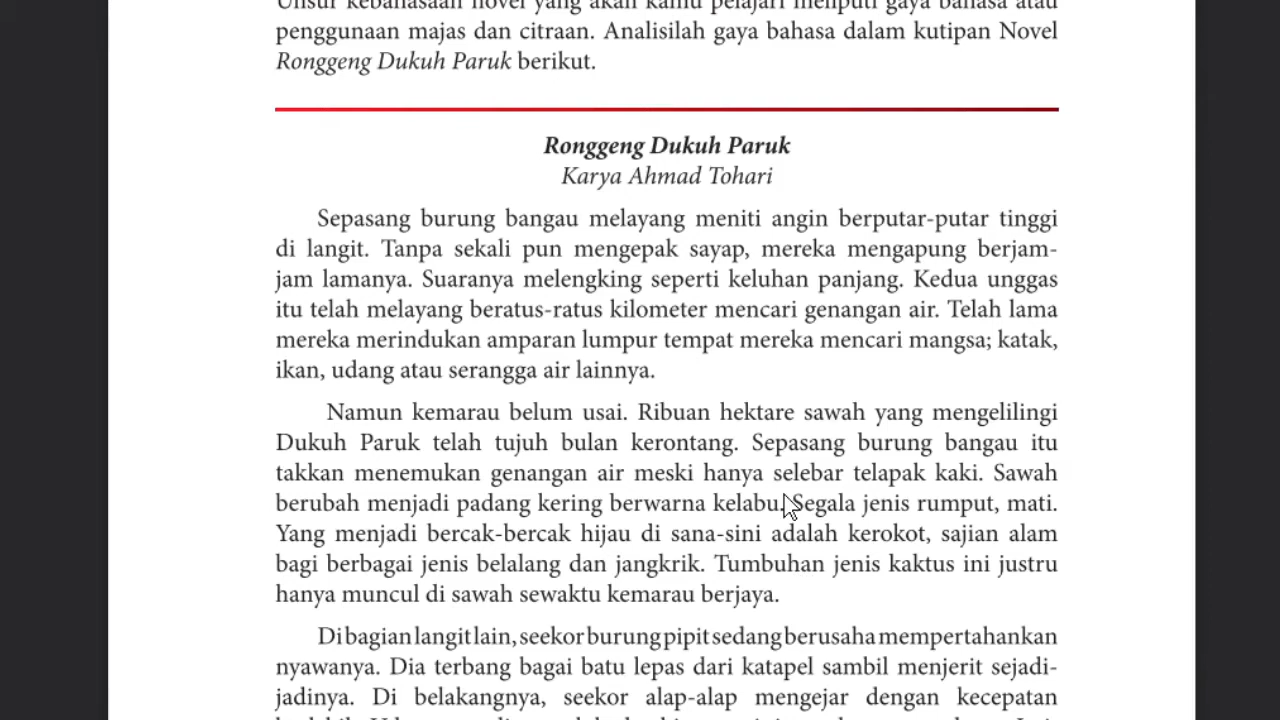 Unsur kebahasaan novel yang akan kamu pelajari meliputi gaya bahasa atau
penggunaan majas dan citraan. Analisilah gaya bahasa dalam kutipan Novel
Ronggeng Dukuh Paruk berikut.
Ronggeng Dukuh Paruk
Karya Ahmad Tohari
Sepasang burung bangau melayang meniti angin berputar-putar tinggi
di langit. Tanpa sekali pun mengepak sayap, mereka mengapung berjam-
jam lamanya. Suaranya melengking seperti keluhan panjang. Kedua unggas
itu telah melayang beratus-ratus kilometer mencari genangan air. Telah lama
mereka merindukan amparan lumpur tempat mereka mencari mangsa; katak,
ikan, udang atau serangga air lainnya.
Namun kemarau belum usai. Ribuan hektare sawah yang mengelilingi
Dukuh Paruk telah tujuh bulan kerontang. Sepasang burung bangau itu
takkan menemukan genangan air meski hanya selebar telapak kaki. Sawah
berubah menjadi padang kering berwarna kelabu. Segala jenis rumput, mati.
Yang menjadi bercak-bercak hijau di sana-sini adalah kerokot, sajian alam
bagi berbagai jenis belalang dan jangkrik. Tumbuhan jenis kaktus ini justru
hanya muncul di sawah sewaktu kemarau berjaya.
Di bagian langit lain, seekor burung pipit sedang berusaha mempertahankan
nyawanya. Dia terbang bagai batu lepas dari katapel sambil menjerit sejadi-
jadinya. Di belakangnya, seekor alap-alap mengejar dengan kecepatan